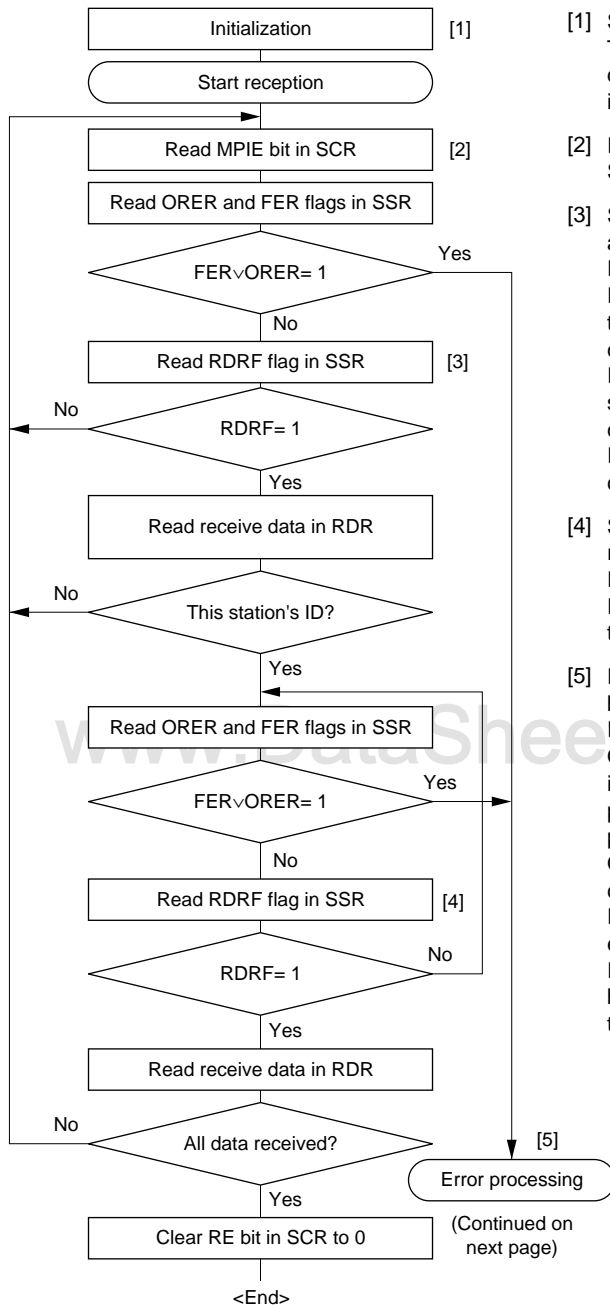 Initialization [1]
Start reception
Read MPIE bit in SCR [2]
Read ORER and FER flags in SSR
FER∨ORER= 1
Yes
No
Read RDRF flag in SSR [3]
RDRF= 1
No
Yes
Read receive data in RDR
This station's ID?
No
Yes
Read ORER and FER flags in SSR
FER∨ORER= 1
Yes
No
Read RDRF flag in SSR [4]
RDRF= 1
No
Yes
Read receive data in RDR
All data received?
No
Yes
Clear RE bit in SCR to 0
<End>
[5]
Error processing
(Continued on
next page)
[1]
[2]
[3]
[4]
[5]
www.DataShee